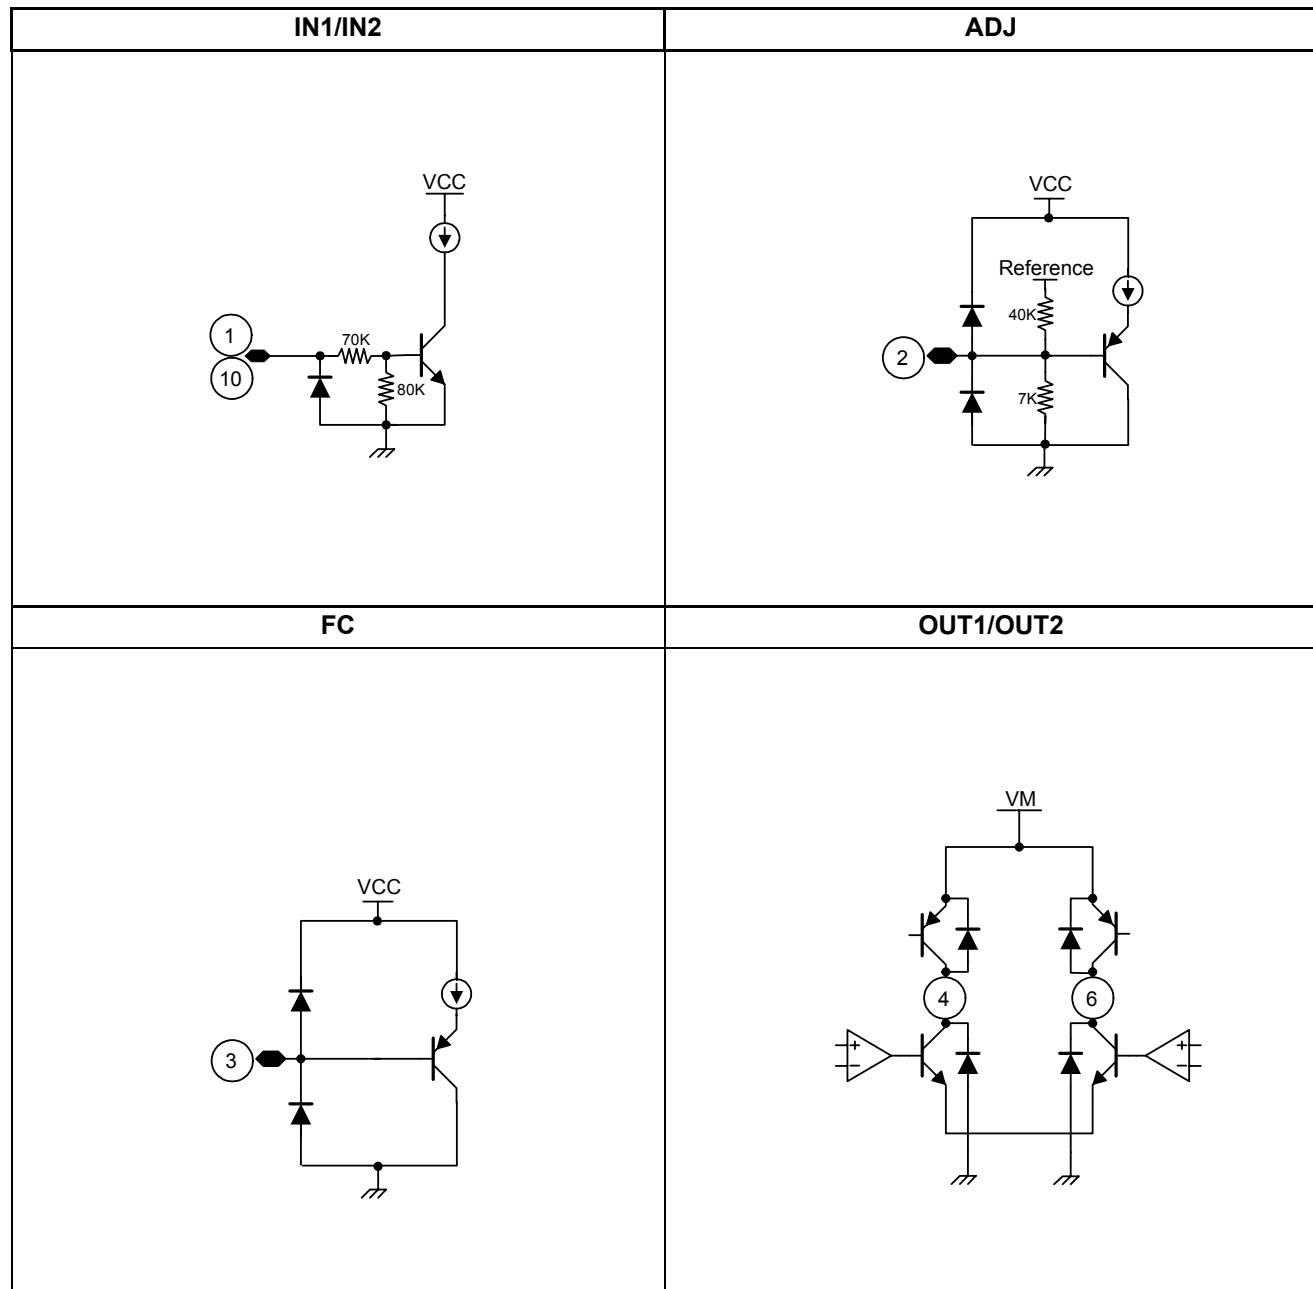 IN1/IN2
ADJ
VCC
1
10
70K
80K
VCC
Reference
40K
2
7K
FC
OUT1/OUT2
VCC
3
VM
4
6
+
−
+
−